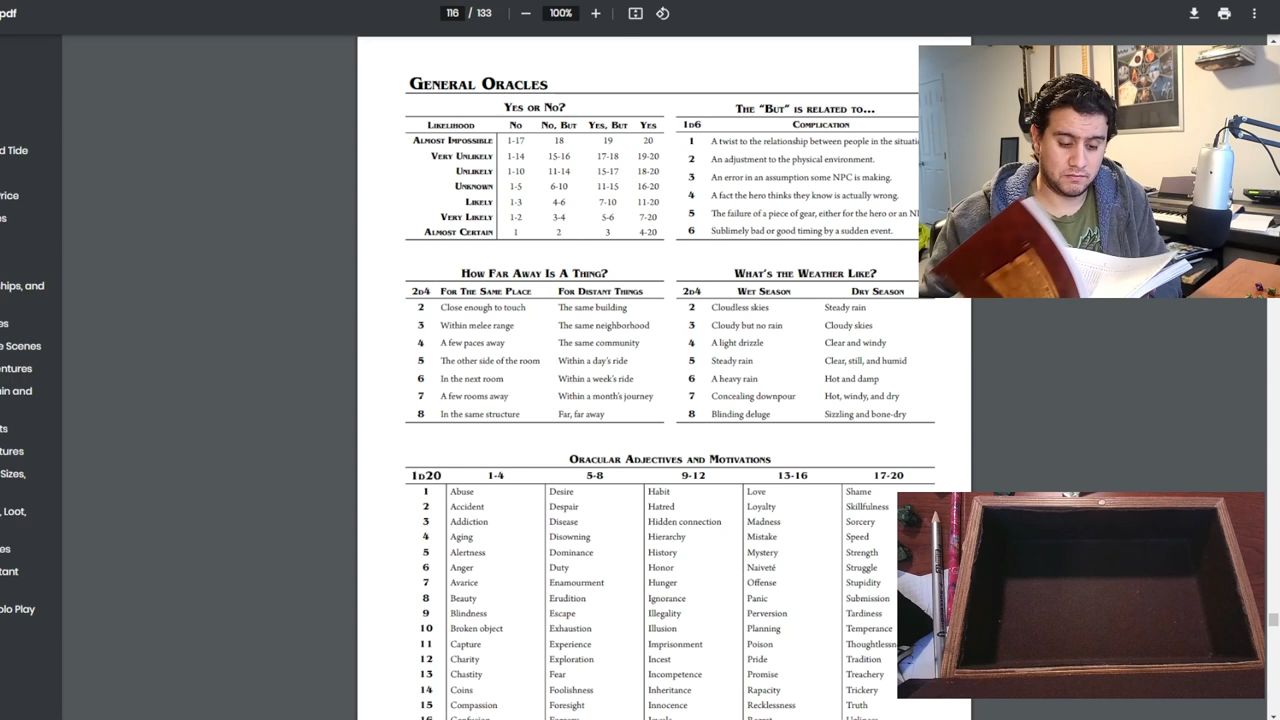 pdf
116 / 133
100%
d Tide
rice
s
ships, and
es
e Scenes
entures
ain and
ts
tures
Sizes,
, Loot,
es
tant
olo Play
General Oracles
Yes or No?
Likelihood No No, But Yes, But Yes
Almost Impossible 1-17 18 19 20
Very Unlikely 1-14 15-16 17-18 19-20
Unlikely 1-10 11-14 15-17 18-20
Unknown 1-5 6-10 11-15 16-20
Likely 1-3 4-6 7-10 11-20
Very Likely 1-2 3-4 5-6 7-20
Almost Certain 1 2 3 4-20
The "But" is related to...
1d6 Complication
1 A twist to the relationship between people in the situati
2 An adjustment to the physical environment.
3 An error in an assumption some NPC is making.
4 A fact the hero thinks they know is actually wrong.
5 The failure of a piece of gear, either for the hero or an N
6 Sublimely bad or good timing by a sudden event.
How Far Away Is A Thing?
2d4 For The Same Place For Distant Things
2 Close enough to touch The same building
3 Within melee range The same neighborhood
4 A few paces away The same community
5 The other side of the room Within a day's ride
6 In the next room Within a week's ride
7 A few rooms away Within a month's journey
8 In the same structure Far, far away
What's the Weather Like?
2d4 Wet Season Dry Season
2 Cloudless skies Steady rain
3 Cloudy but no rain Cloudy skies
4 A light drizzle Clear and windy
5 Steady rain Clear, still, and humid
6 A heavy rain Hot and damp
7 Concealing downpour Hot, windy, and dry
8 Blinding deluge Sizzling and bone-dry
Oracular Adjectives and Motivations
1d20 1-4 5-8 9-12 13-16 17-20
1 Abuse Desire Habit Love Shame
2 Accident Despair Hatred Loyalty Skillfulness
3 Addiction Disease Hidden connection Madness Sorcery
4 Aging Disowning Hierarchy Mistake Speed
5 Alertness Dominance History Mystery Strength
6 Anger Duty Honor Naiveté Struggle
7 Avarice Enamourment Hunger Offense Stupidity
8 Beauty Erudition Ignorance Panic Submission
9 Blindness Escape Illegality Perversion Tardiness
10 Broken object Exhaustion Illusion Planning Temperance
11 Capture Experience Imprisonment Poison Thoughtlessn
12 Charity Exploration Incest Pride Tradition
13 Chastity Fear Incompetence Promise Treachery
14 Coins Foolishness Inheritance Rapacity Trickery
15 Compassion Foresight Innocence Recklessness Truth